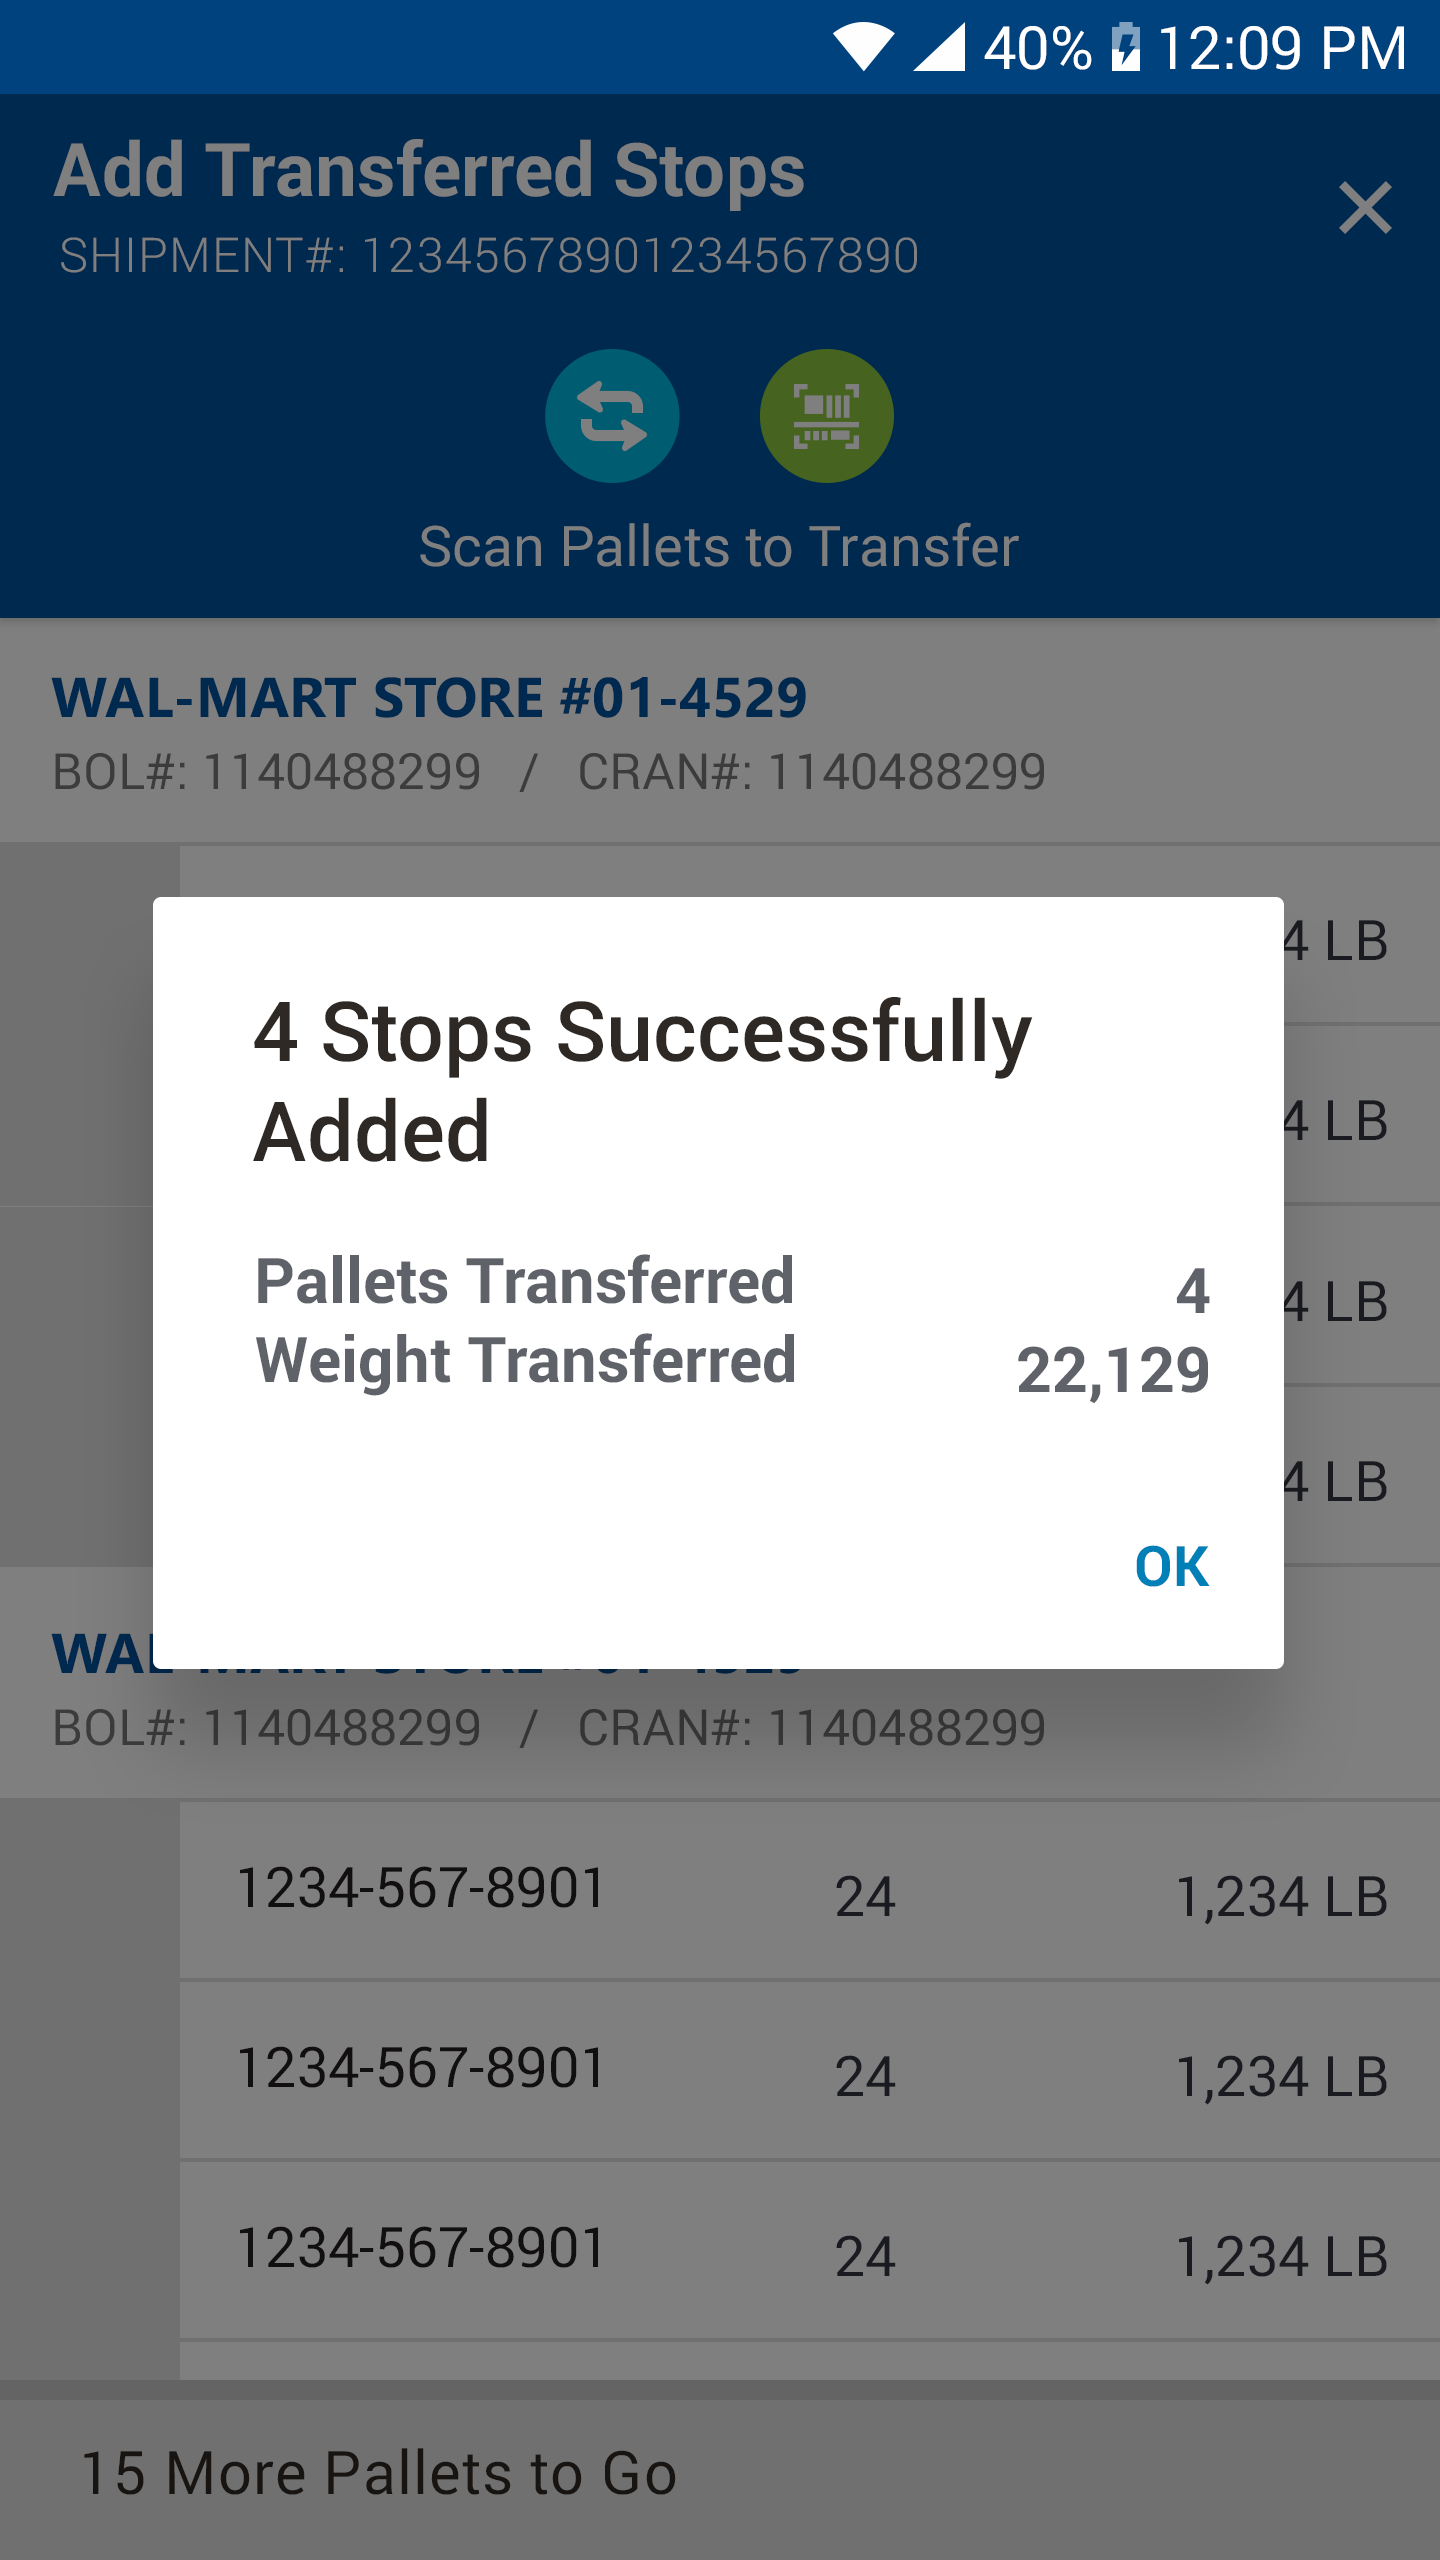 40% 12:09 PM
Add Transferred Stops
SHIPMENT#: 12345678901234567890
Scan Pallets to Transfer
WAL-MART STORE #01-4529
BOL#: 1140488299 / CRAN#: 1140488299
4 LB
4 LB
4 LB
4 LB
4 Stops Successfully
Added
Pallets Transferred 4
Weight Transferred 22,129
OK
BOL#: 1140488299 / CRAN#: 1140488299
1234-567-8901 24 1,234 LB
1234-567-8901 24 1,234 LB
1234-567-8901 24 1,234 LB
15 More Pallets to Go